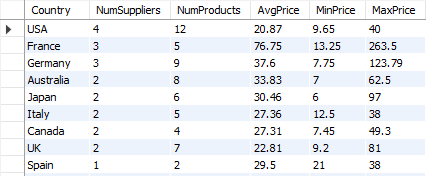 Country NumSuppliers NumProducts AvgPrice MinPrice MaxPrice
USA 4 12 20.87 9.65 40
France 3 5 76.75 13.25 263.5
Germany 3 9 37.6 7.75 123.79
Australia 2 8 33.83 7 62.5
Japan 2 6 30.46 6 97
Italy 2 5 27.36 12.5 38
Canada 2 4 27.31 7.45 49.3
UK 2 7 22.81 9.2 81
Spain 1 2 29.5 21 38